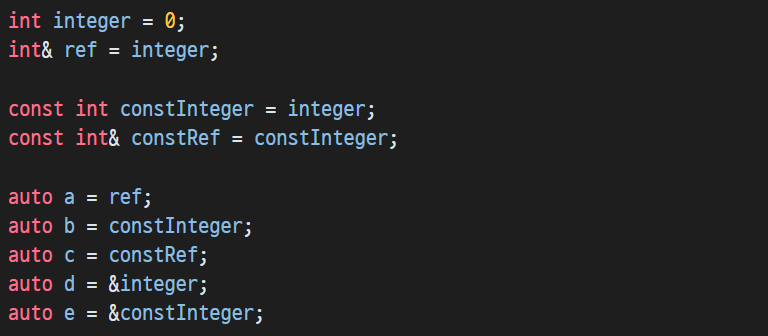 int integer = 0;
int& ref = integer;
const int constInteger = integer;
const int& constRef = constInteger;
auto a = ref;
auto b = constInteger;
auto c = constRef;
auto d = &integer;
auto e = &constInteger;